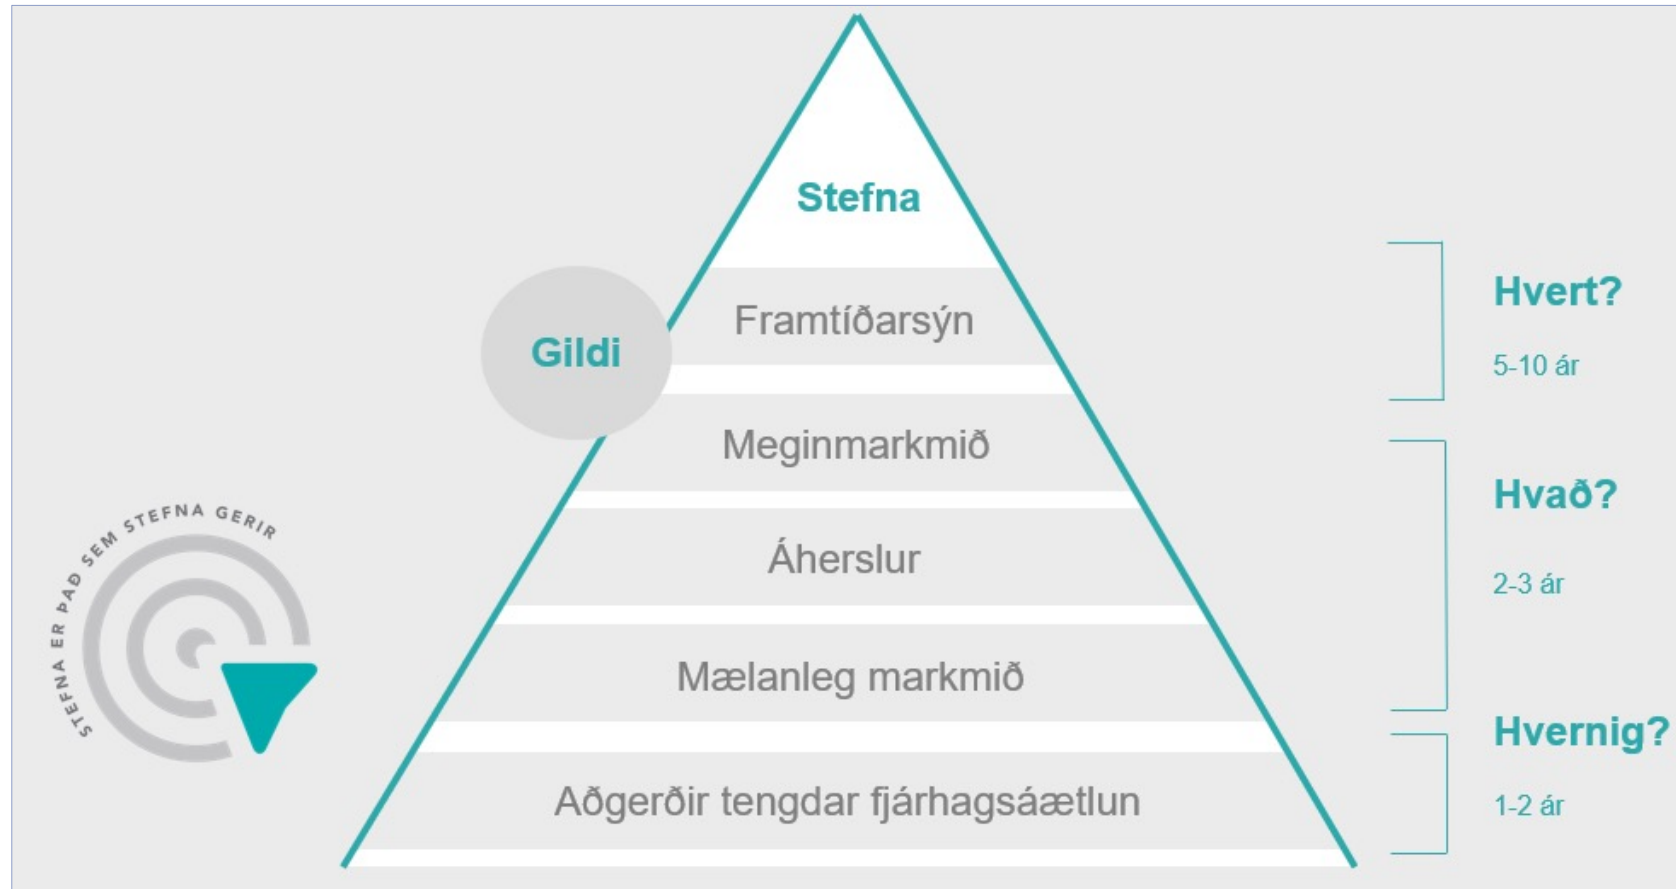 Stefna
Hvert?
Framtíðarsýn
Gildi
5-10 ár
Meginmarkmið
Hvað?
STEFNA ER ÞAÐ SEM STEFNA GERIR
Áherslur
2-3 ár
Mælanleg markmið
Hvernig?
Aðgerðir tengdar fjárhagsáætlun
1-2 ár